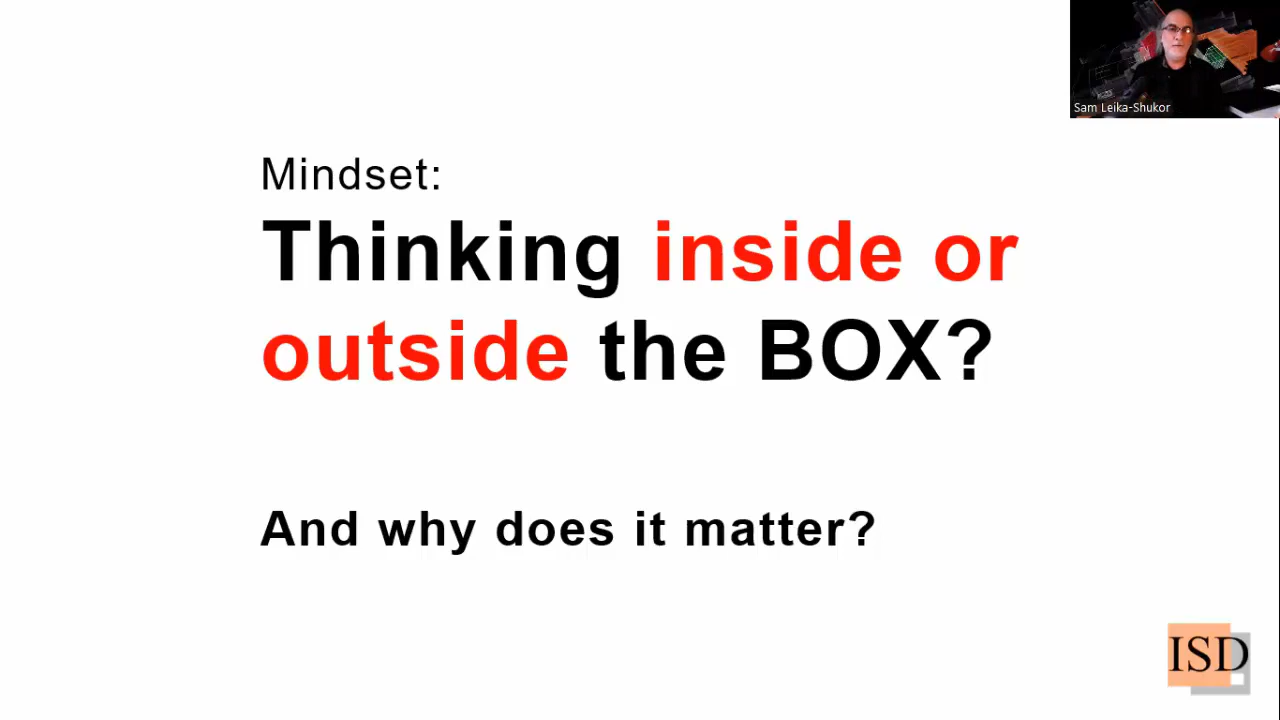 Sam Leika-Shukor
Mindset:
Thinking inside or
outside the BOX?
And why does it matter?
ISD